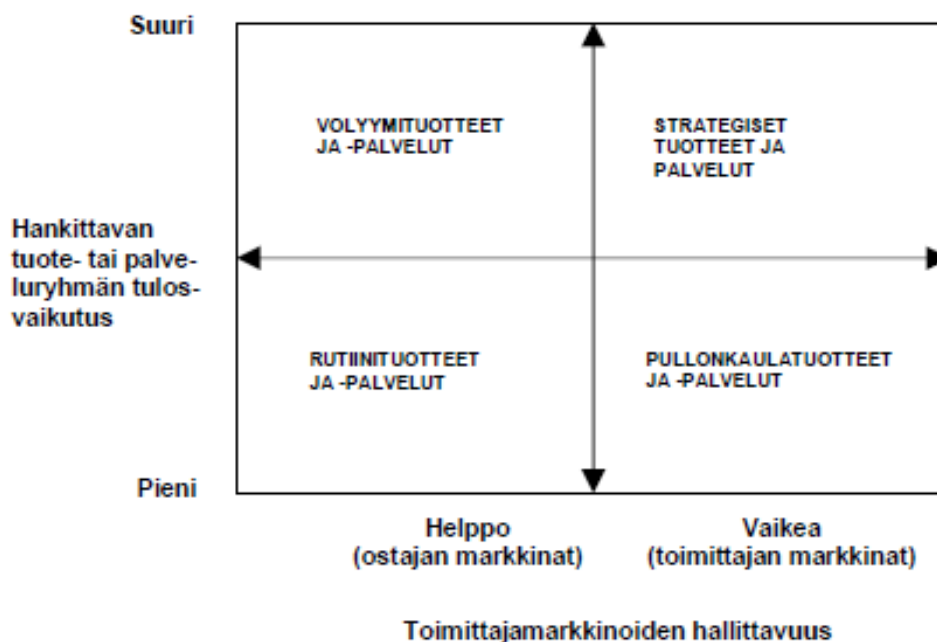 Suuri
VOLYYMITUOTTEET
JA -PALVELUT
STRATEGISET
TUOTTEET JA
PALVELUT
Hankittavan
tuote- tai palve-
luryhmän tulos-
vaikutus
RUTIINITUOTTEET
JA -PALVELUT
PULLONKAULATUOTTEET
JA -PALVELUT
Pieni
Helppo
(ostajan markkinat)
Vaikea
(toimittajan markkinat)
Toimittajamarkkinoiden hallittavuus